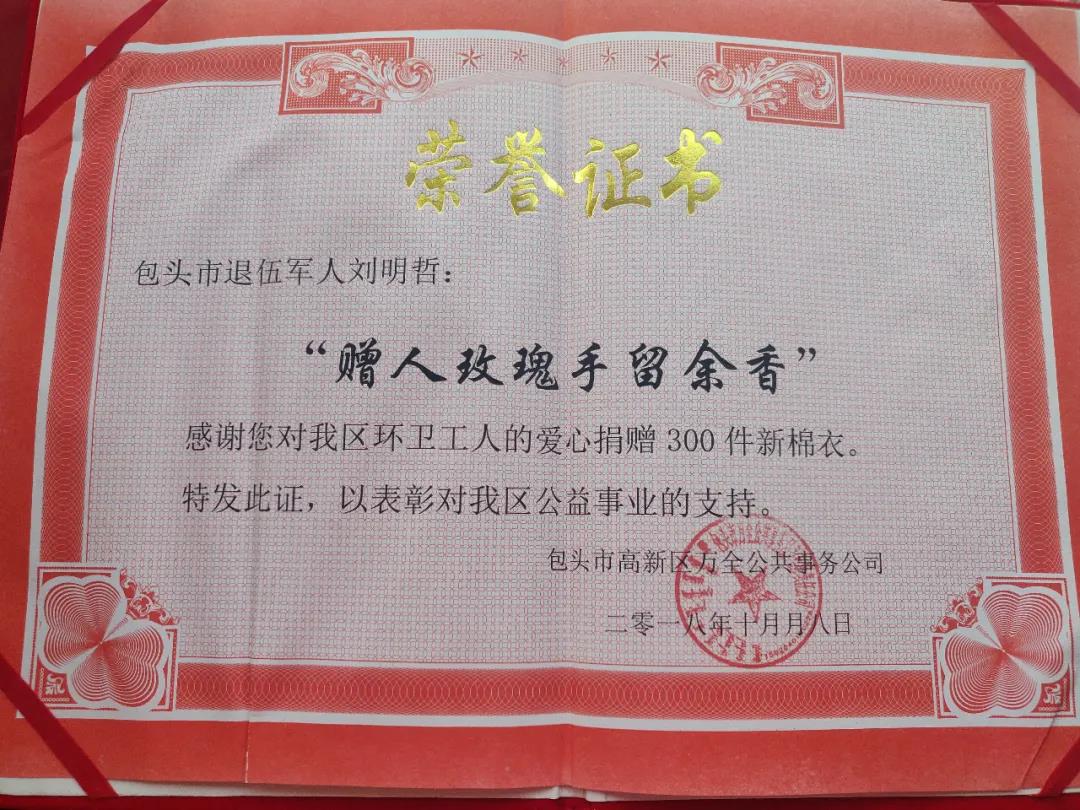 荣誉证书
包头市退伍军人刘明哲：
“赠人玫瑰手留余香”
感谢您对我区环卫工人的爱心捐赠 300 件新棉衣。
特发此证，以表彰对我区公益事业的支持。
包头市高新区万全公共事务公司
二零一八年十月月八日